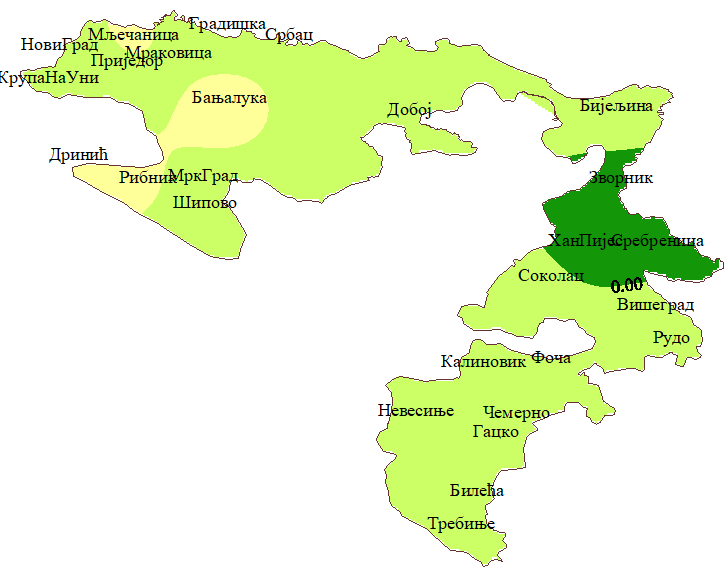 Градишка
Мљечаница
Србац
НовиГрад
Мраковица
Приједор
КрупаНаУни
Бањалука
Бијељина
Добој
Дринић
Рибник
МркГрад
Зворник
Шипово
ХанПијес
Сребреница
Соколац
0.00
Вишеград
Рудо
Фоча
Калиновик
Невесиње
Чемерно
Гацко
Билећа
Требиње